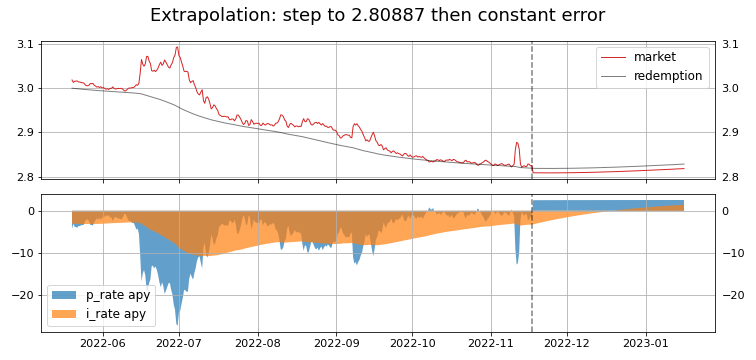 Extrapolation: step to 2.80887 then constant error
3.1 3.1
market
redemption
3.0 3.0
2.9 2.9
2.8 2.8
0 0
−10 −10
−20 −20
p_rate apy
i_rate apy
2022-06 2022-07 2022-08 2022-09 2022-10 2022-11 2022-12 2023-01